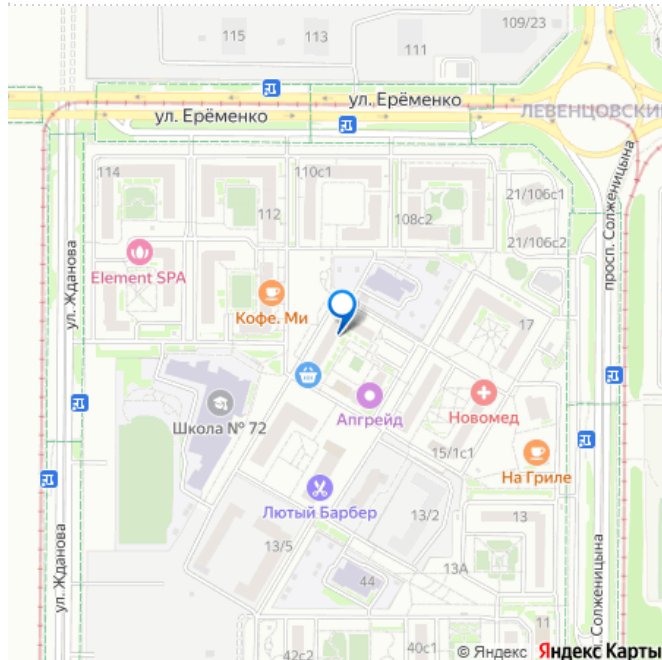 109/23
115
113
111
ул. Ерёменко
ул. Ерёменко
ЛЕВЕНЦОВСКИЙ
114
110с1
112
108с2
21/106с1
21/106с2
просп. Солженицына
ул. Жданова
Element SPA
Кофе. Ми
17
Школа № 72
Апгрейд
Новомед
15/1с1
На Гриле
Лютый Барбер
13/2
13
13/5
13А
44
ул. Жданова
. Солженицына
11
40с1
42с2
© Яндекс Яндекс Карты